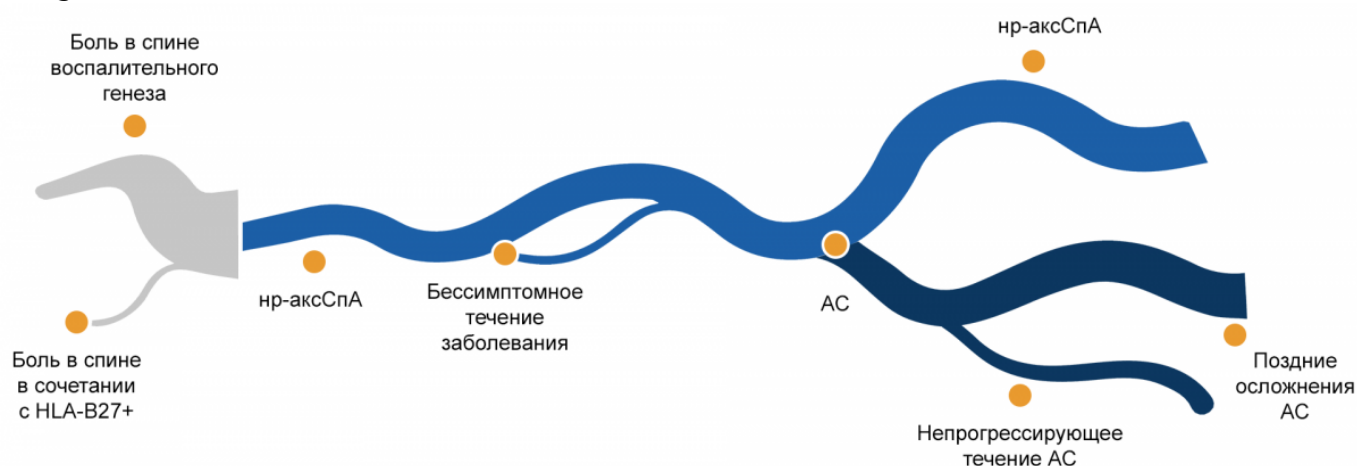 Боль в спине
воспалительного
генеза
Боль в спине
в сочетании
с HLA-B27+
нр-аксСпА
Бессимптомное
течение
заболевания
АС
нр-аксСпА
Поздние
осложнения
АС
Непрогрессирующее
течение АС